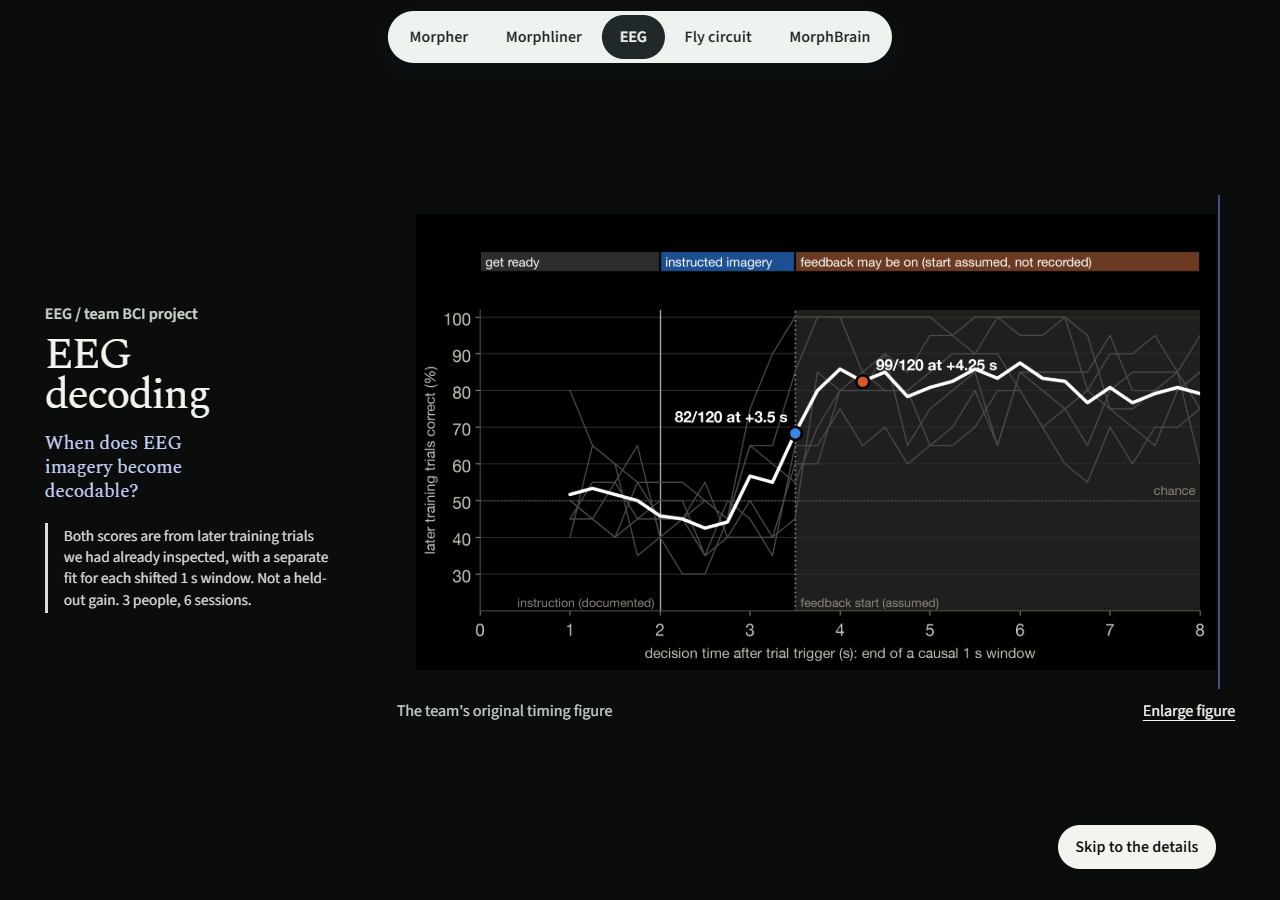 Morpher
Morphliner
EEG
Fly circuit
MorphBrain
EEG / team BCI project
EEG
decoding
When does EEG
imagery become
decodable?
Both scores are from later training trials
we had already inspected, with a separate
fit for each shifted 1 s window. Not a held-
out gain. 3 people, 6 sessions.
get ready
instructed imagery
feedback may be on (start assumed, not recorded)
later training trials correct (%)
100
90
80
70
60
50
40
30
99/120 at +4.25 s
82/120 at +3.5 s
chance
instruction (documented)
feedback start (assumed)
0 1 2 3 4 5 6 7 8
decision time after trial trigger (s): end of a causal 1 s window
The team's original timing figure
Enlarge figure
Skip to the details